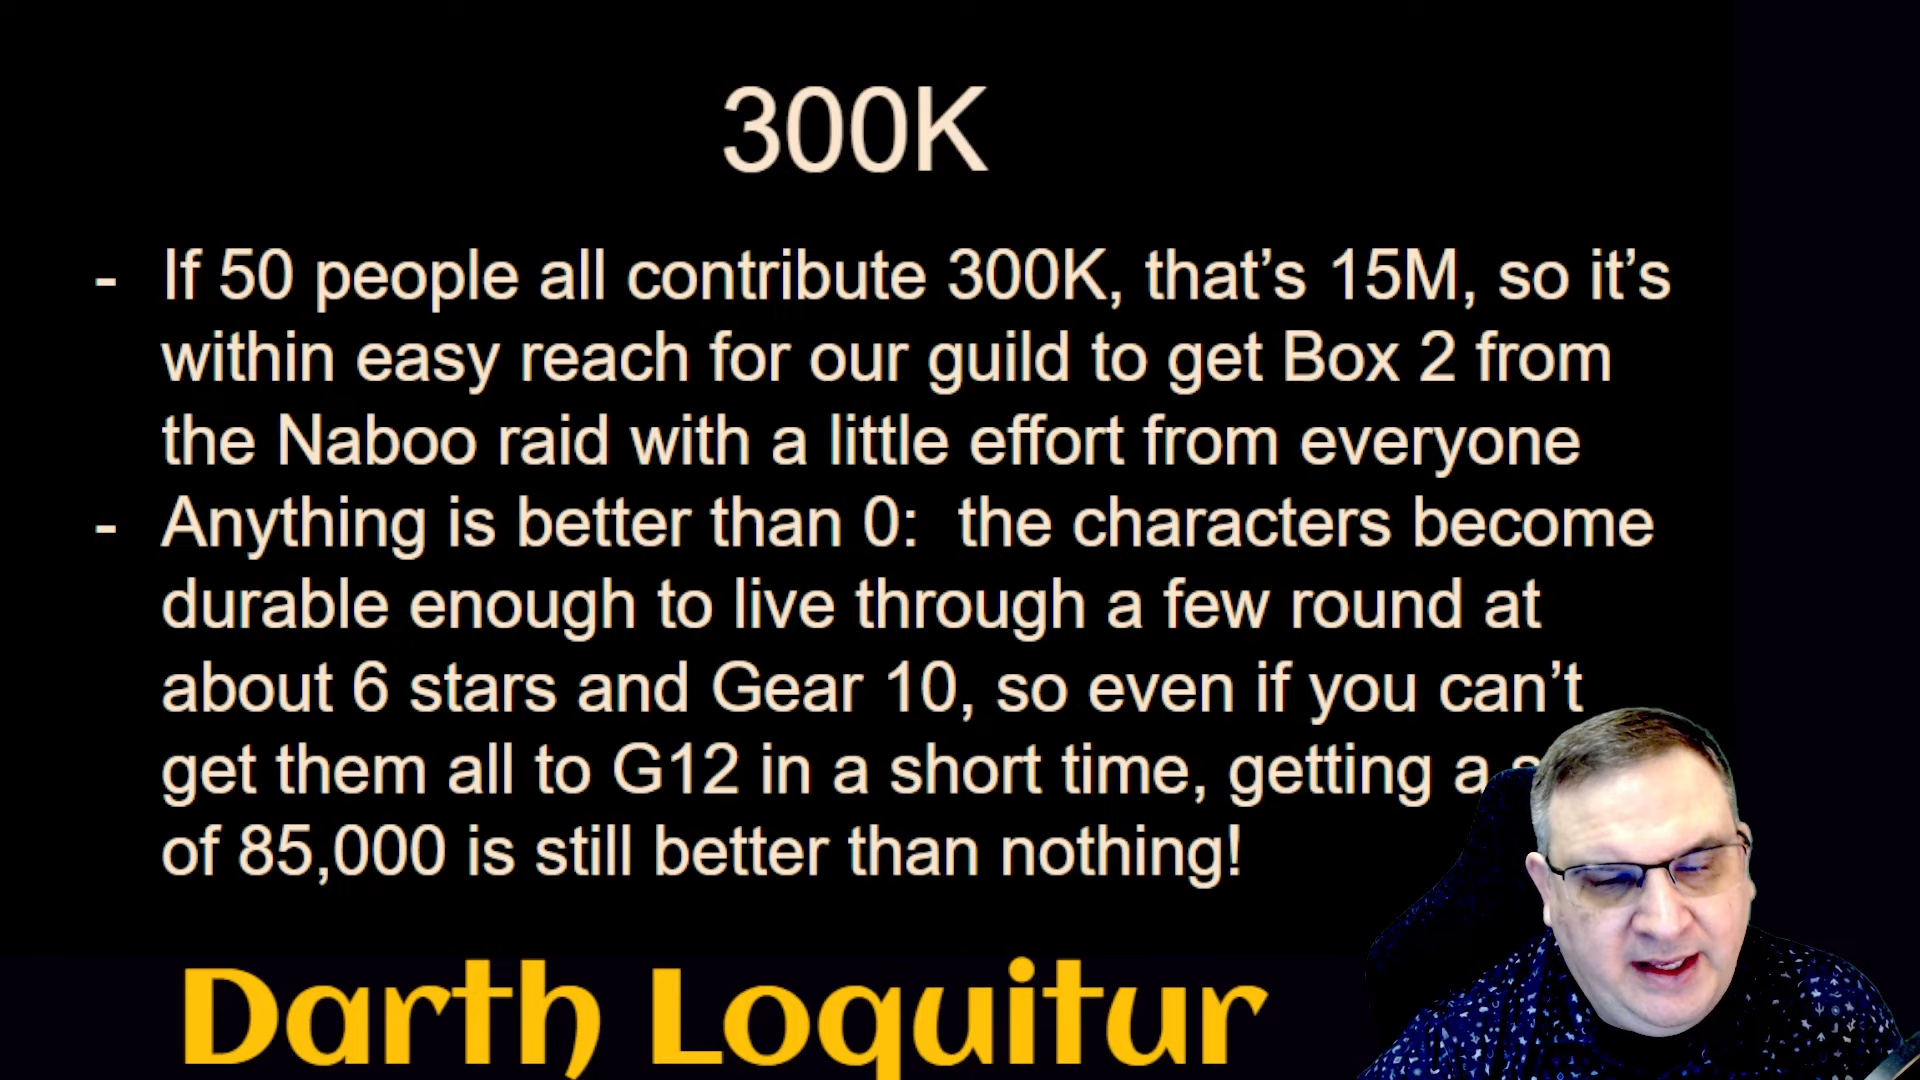 300K
- If 50 people all contribute 300K, that's 15M, so it's
within easy reach for our guild to get Box 2 from
the Naboo raid with a little effort from everyone
- Anything is better than 0:  the characters become
durable enough to live through a few round at
about 6 stars and Gear 10, so even if you can't
get them all to G12 in a short time, getting a
of 85,000 is still better than nothing!
Darth Loquitur